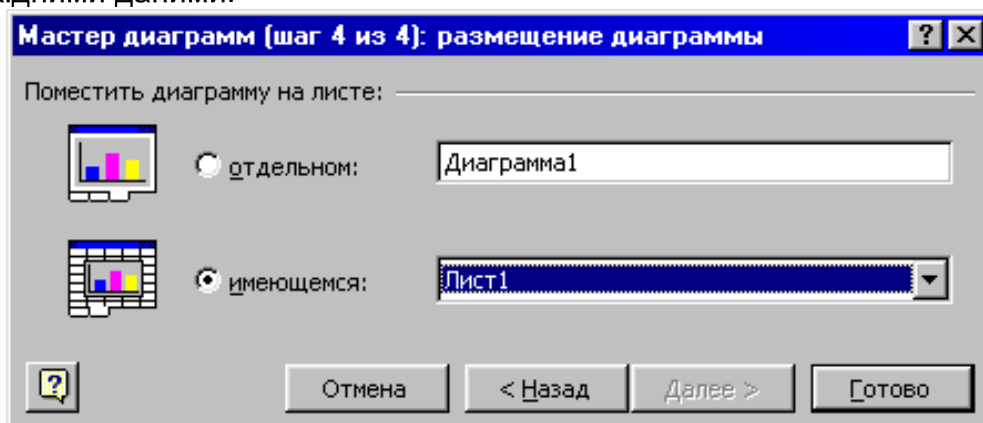 Мастер диаграмм (шаг 4 из 4): размещение диаграммы
Поместить диаграмму на листе:
отдельном: Диаграмма1
имеющемся: Лист1
Отмена < Назад Далее > Готово